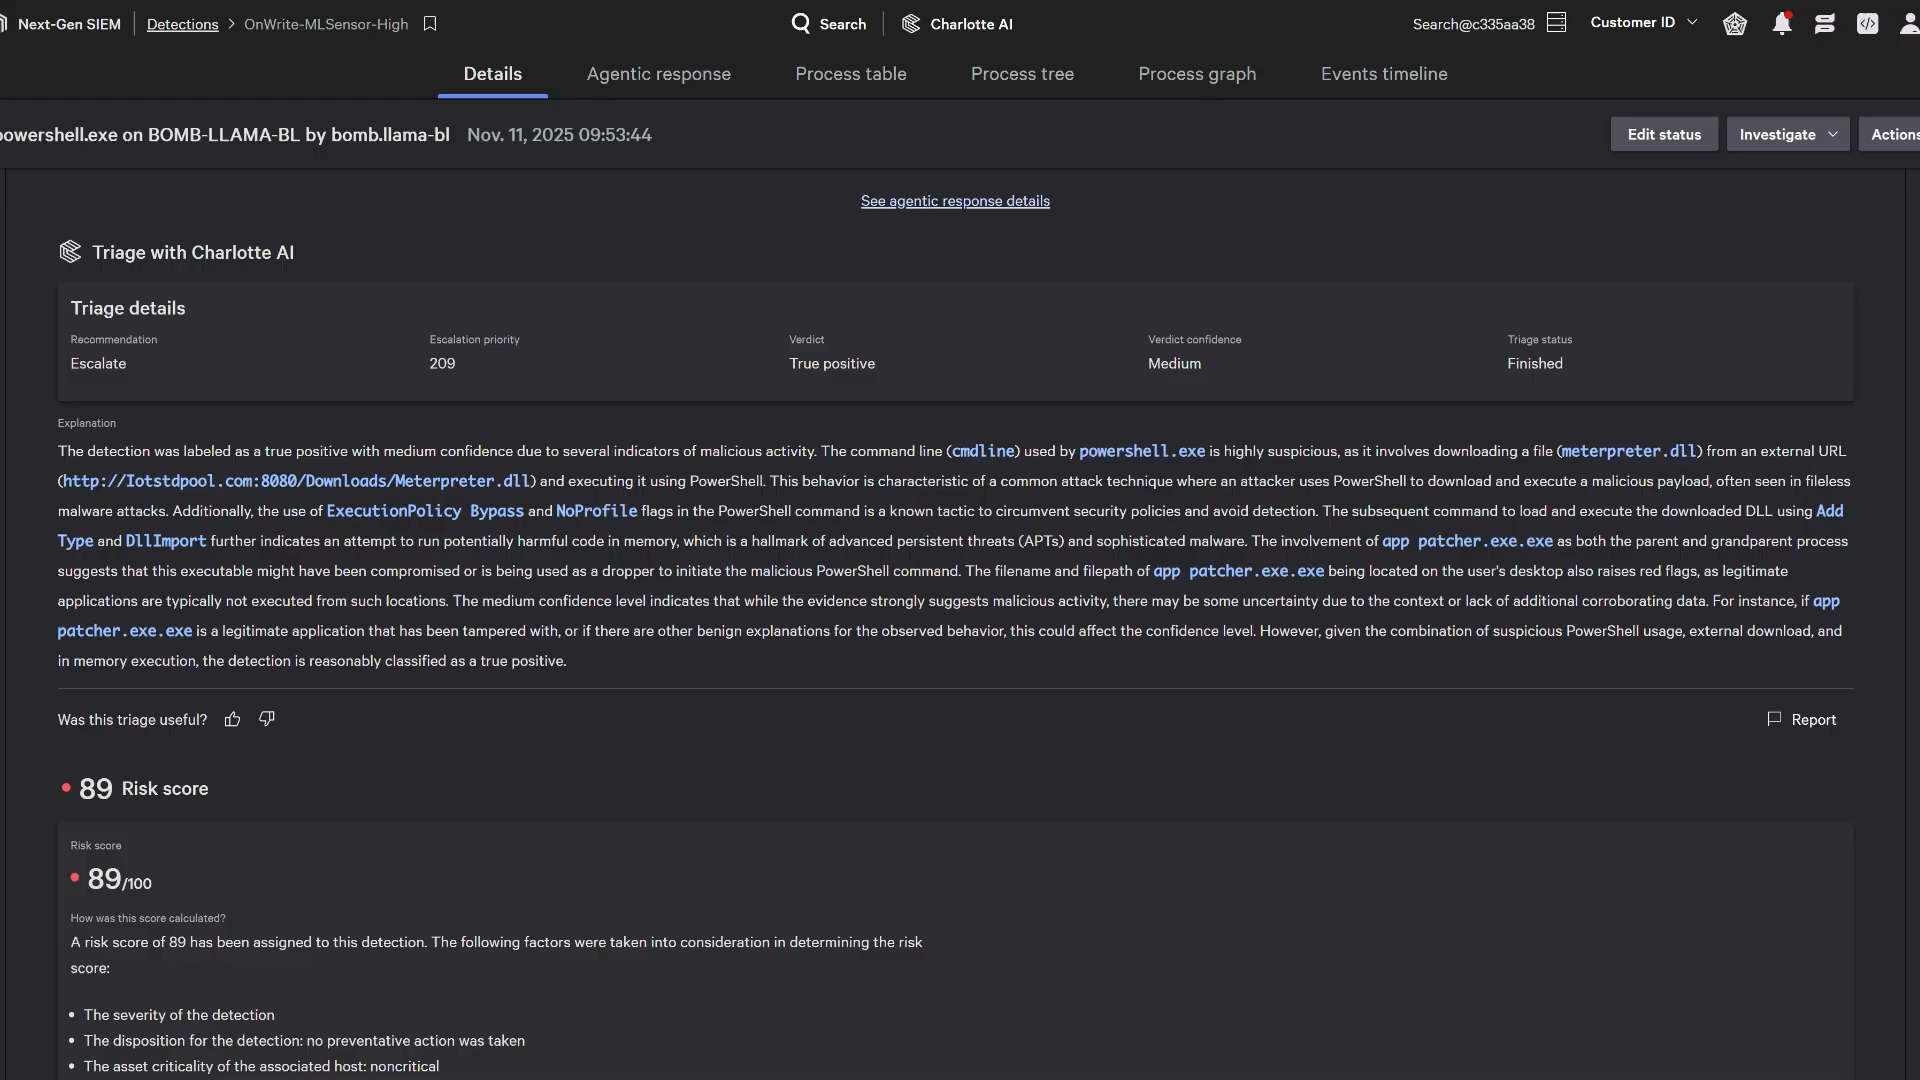 Next-Gen SIEM
Detections > OnWrite-MLSensor-High
Search
Charlotte AI
Search@c335aa38
Customer ID
Details
Agentic response
Process table
Process tree
Process graph
Events timeline
powershell.exe on BOMB-LLAMA-BL by bomb.llama-bl Nov. 11, 2025 09:53:44
Edit status
Investigate
Actions
See agentic response details
Triage with Charlotte AI
Triage details
Recommendation
Escalate
Escalation priority
209
Verdict
True positive
Verdict confidence
Medium
Triage status
Finished
Explanation
The detection was labeled as a true positive with medium confidence due to several indicators of malicious activity. The command line (cmdline) used by powershell.exe is highly suspicious, as it involves downloading a file (meterpreter.dll) from an external URL
(http://Iotstdpool.com:8080/Downloads/Meterpreter.dll) and executing it using PowerShell. This behavior is characteristic of a common attack technique where an attacker uses PowerShell to download and execute a malicious payload, often seen in fileless
malware attacks. Additionally, the use of ExecutionPolicy Bypass and NoProfile flags in the PowerShell command is a known tactic to circumvent security policies and avoid detection. The subsequent command to load and execute the downloaded DLL using Add
Type and DllImport further indicates an attempt to run potentially harmful code in memory, which is a hallmark of advanced persistent threats (APTs) and sophisticated malware. The involvement of app patcher.exe.exe as both the parent and grandparent process
suggests that this executable might have been compromised or is being used as a dropper to initiate the malicious PowerShell command. The filename and filepath of app patcher.exe.exe being located on the user's desktop also raises red flags, as legitimate
applications are typically not executed from such locations. The medium confidence level indicates that while the evidence strongly suggests malicious activity, there may be some uncertainty due to the context or lack of additional corroborating data. For instance, if app
patcher.exe.exe is a legitimate application that has been tampered with, or if there are other benign explanations for the observed behavior, this could affect the confidence level. However, given the combination of suspicious PowerShell usage, external download, and
in memory execution, the detection is reasonably classified as a true positive.
Was this triage useful?
Report
89 Risk score
Risk score
89/100
How was this score calculated?
A risk score of 89 has been assigned to this detection. The following factors were taken into consideration in determining the risk
score:
• The severity of the detection
• The disposition for the detection: no preventative action was taken
• The asset criticality of the associated host: noncritical